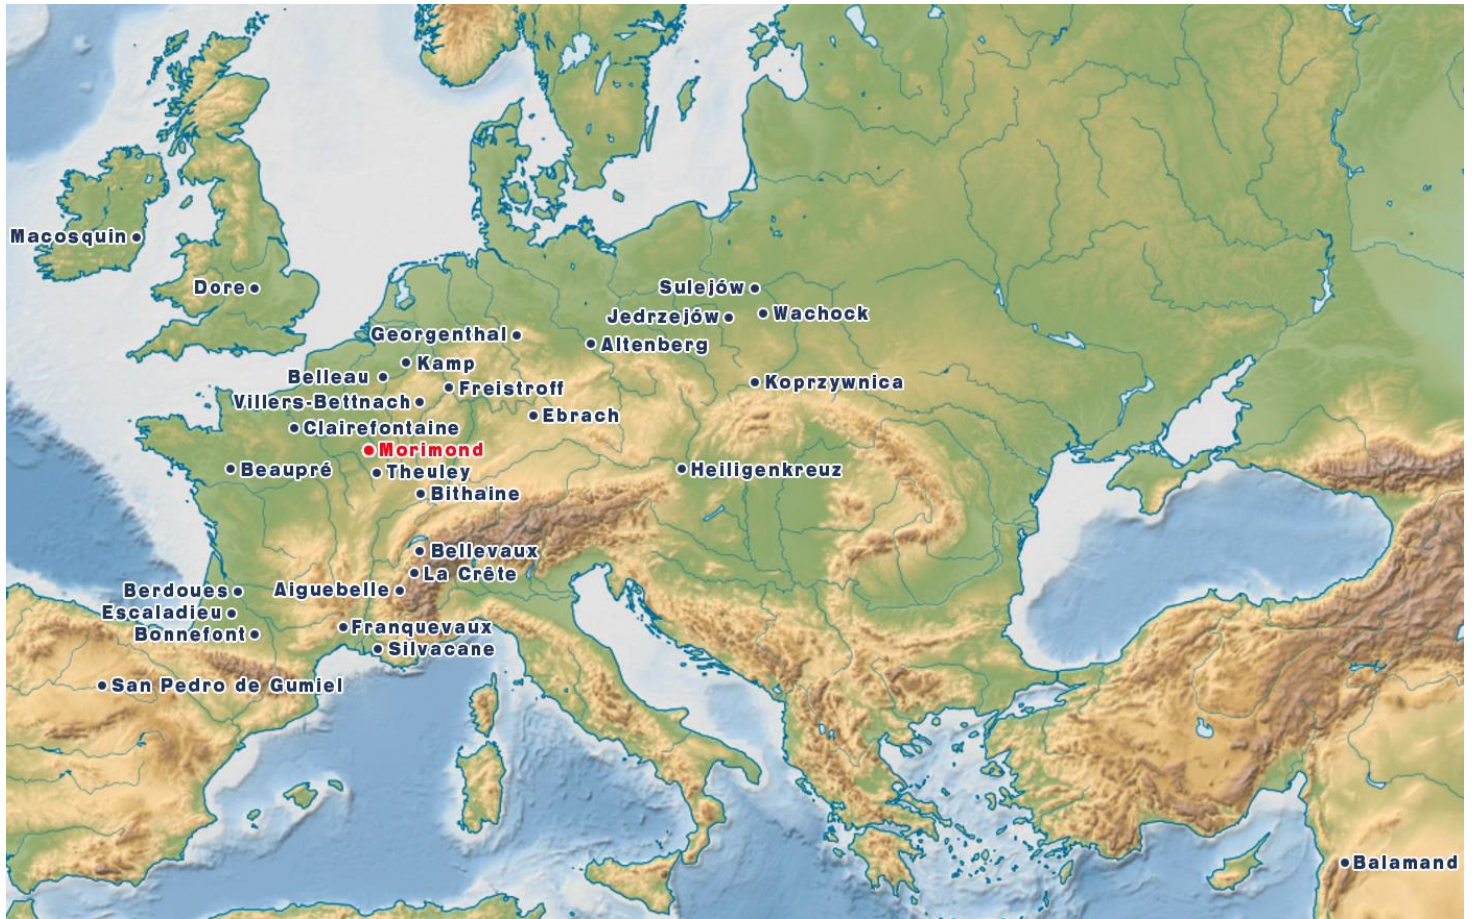 Macosquin
Dore
Sulejów
Jedrzejów
Wachock
Georgenthal
Altenberg
Kamp
Belleau
Freistroff
Koprzywnica
Villers-Bettnach
Ebrach
Clairefontaine
Morimond
Beaupré
Theuley
Heiligenkreuz
Bithaine
Bellevaux
La Crête
Berdoues
Aiguebelle
Escaladieu
Bonnefont
Franquevaux
Silvacane
San Pedro de Gumiel
Balamand